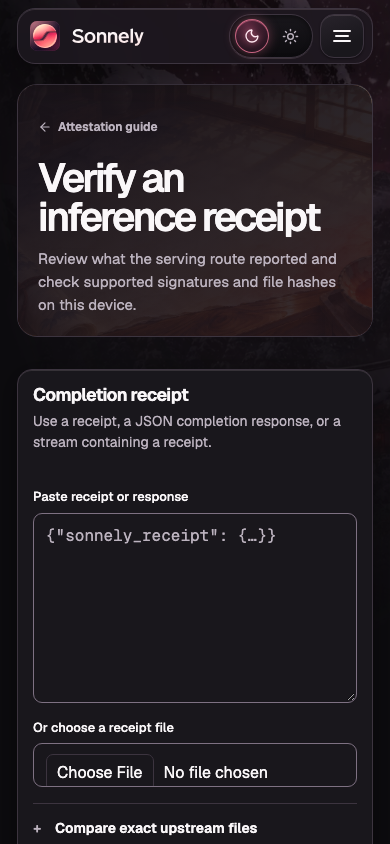 Sonnely
← Attestation guide
Verify an
inference receipt
Review what the serving route reported and
check supported signatures and file hashes
on this device.
Completion receipt
Use a receipt, a JSON completion response, or a
stream containing a receipt.
Paste receipt or response
{"sonnely_receipt": {…}}
Or choose a receipt file
Choose File No file chosen
+ Compare exact upstream files